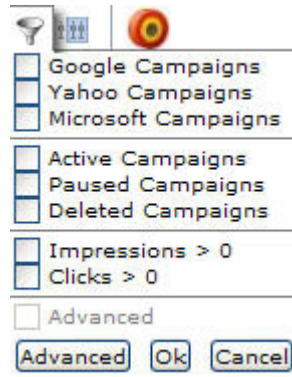 Google Campaigns
Yahoo Campaigns
Microsoft Campaigns
Active Campaigns
Paused Campaigns
Deleted Campaigns
Impressions > 0
Clicks > 0
Advanced
Advanced Ok Cancel